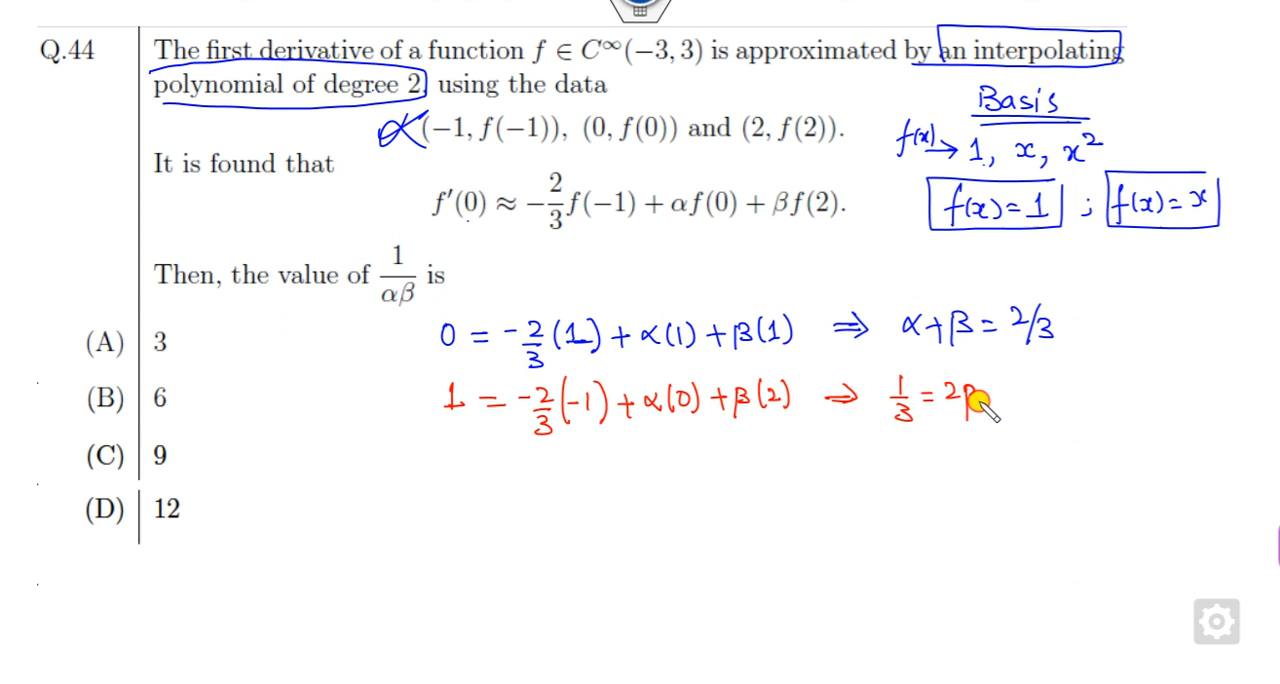 Q.44 The first derivative of a function f ∈ C∞(−3, 3) is approximated by an interpolating
polynomial of degree 2, using the data
(−1, f(−1)), (0, f(0)) and (2, f(2)).
It is found that
f′(0) ≈ −2/3 f(−1) + αf(0) + βf(2).
Then, the value of 1/αβ is
(A) 3
(B) 6
(C) 9
(D) 12
Basis
f(x) → 1, x, x²
f(x) = 1 ; f(x) = x
0 = −2/3 (1) + α(1) + β(1) ⇒ α + β = 2/3
1 = −2/3 (−1) + α(0) + β(2) ⇒ 1/3 = 2β